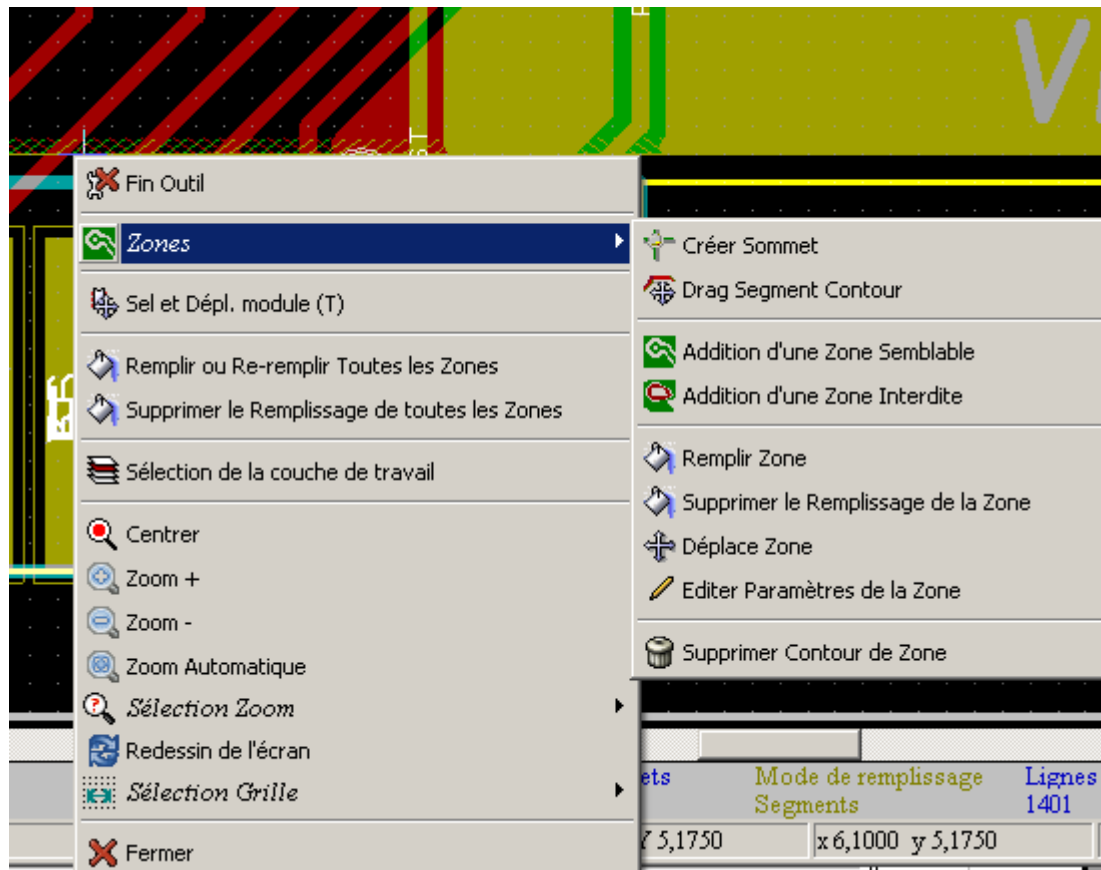 Fin Outil
Zones
Sel et Dépl. module (T)
Remplir ou Re-remplir Toutes les Zones
Supprimer le Remplissage de toutes les Zones
Sélection de la couche de travail
Centrer
Zoom +
Zoom -
Zoom Automatique
Sélection Zoom
Redessin de l'écran
Sélection Grille
Fermer
Créer Sommet
Drag Segment Contour
Addition d'une Zone Semblable
Addition d'une Zone Interdite
Remplir Zone
Supprimer le Remplissage de la Zone
Déplace Zone
Editer Paramètres de la Zone
Supprimer Contour de Zone
ets
Mode de remplissage
Lignes
Segments
1401
Y 5,1750
x 6,1000 y 5,1750